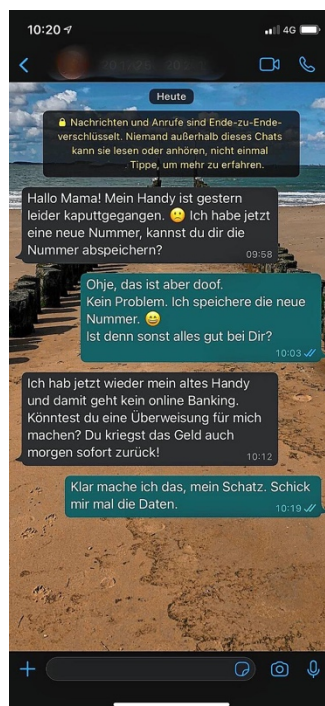 10:20
4G
Heute
Nachrichten und Anrufe sind Ende-zu-Ende-
verschlüsselt. Niemand außerhalb dieses Chats
kann sie lesen oder anhören, nicht einmal
Tippe, um mehr zu erfahren.
Hallo Mama! Mein Handy ist gestern
leider kaputtgegangen. 🙁 Ich habe jetzt
eine neue Nummer, kannst du dir die
Nummer abspeichern?
09:58
Ohje, das ist aber doof.
Kein Problem. Ich speichere die neue
Nummer. 😀
Ist denn sonst alles gut bei Dir?
10:03
Ich hab jetzt wieder mein altes Handy
und damit geht kein online Banking.
Könntest du eine Überweisung für mich
machen? Du kriegst das Geld auch
morgen sofort zurück!
10:12
Klar mache ich das, mein Schatz. Schick
mir mal die Daten.
10:19